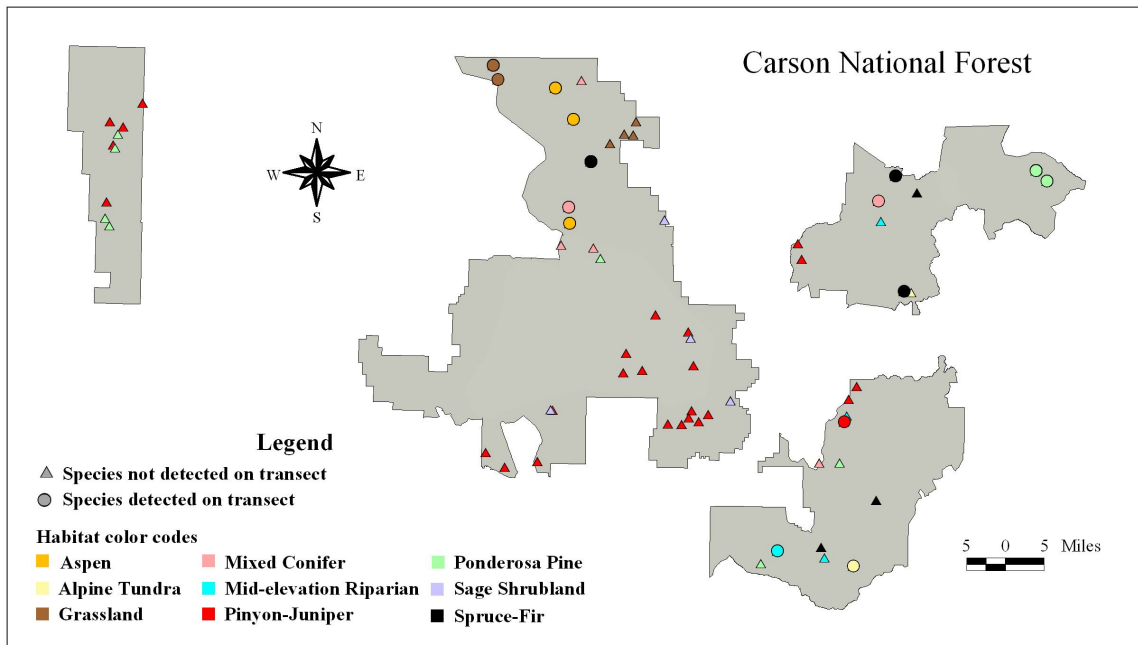 Carson National Forest
N
W E
S
Legend
Species not detected on transect
Species detected on transect
Habitat color codes
Aspen Mixed Conifer Ponderosa Pine
Alpine Tundra Mid-elevation Riparian Sage Shrubland
Grassland Pinyon-Juniper Spruce-Fir
5 0 5 Miles